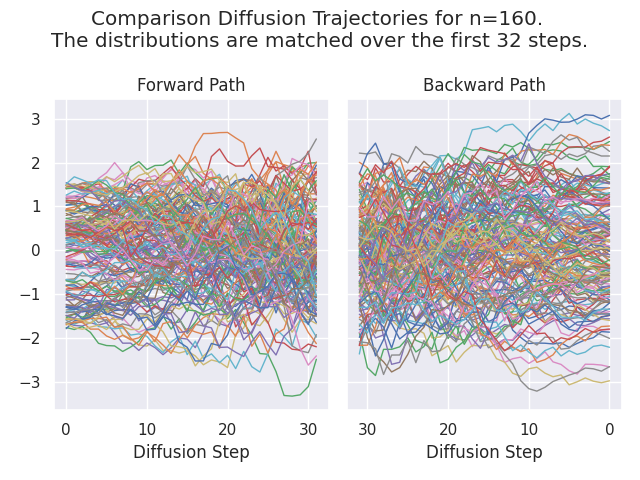 Comparison Diffusion Trajectories for n=160.
The distributions are matched over the first 32 steps.
Forward Path
Backward Path
3
2
1
0
−1
−2
−3
0 10 20 30
30 20 10 0
Diffusion Step
Diffusion Step